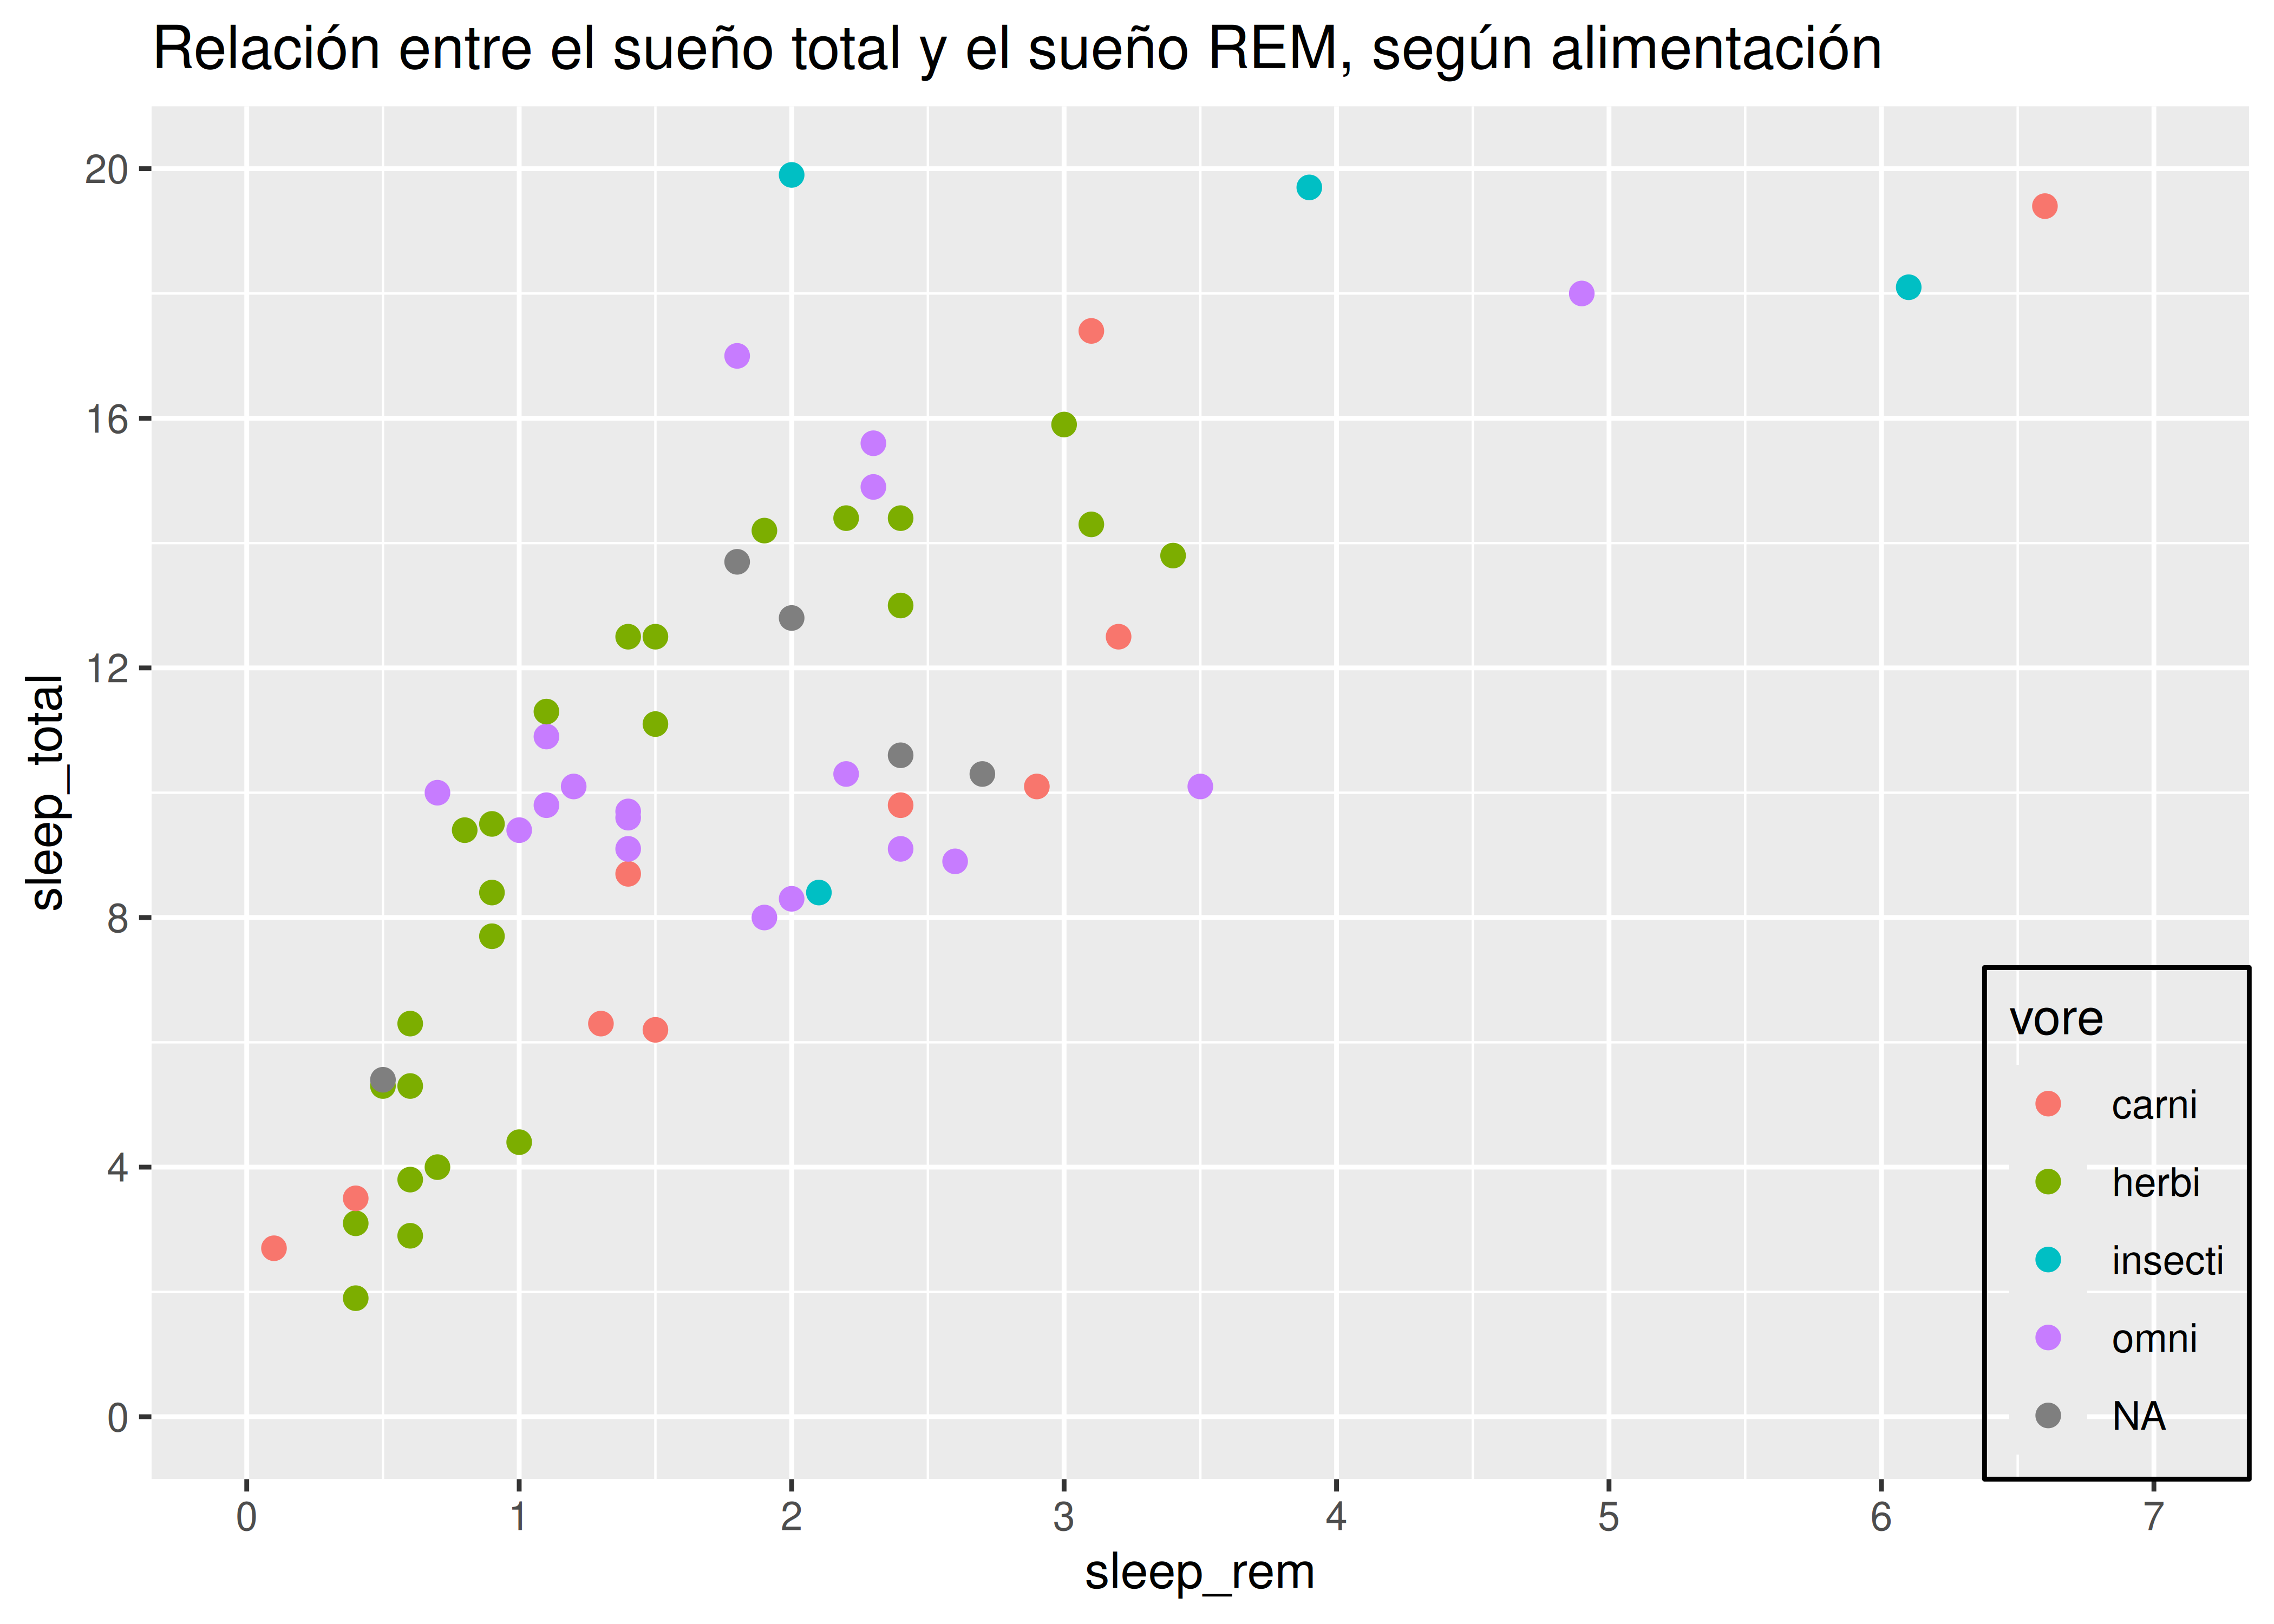 Relación entre el sueño total y el sueño REM, según alimentación
sleep_total
20
16
12
8
4
0
0 1 2 3 4 5 6 7
sleep_rem
vore
carni
herbi
insecti
omni
NA